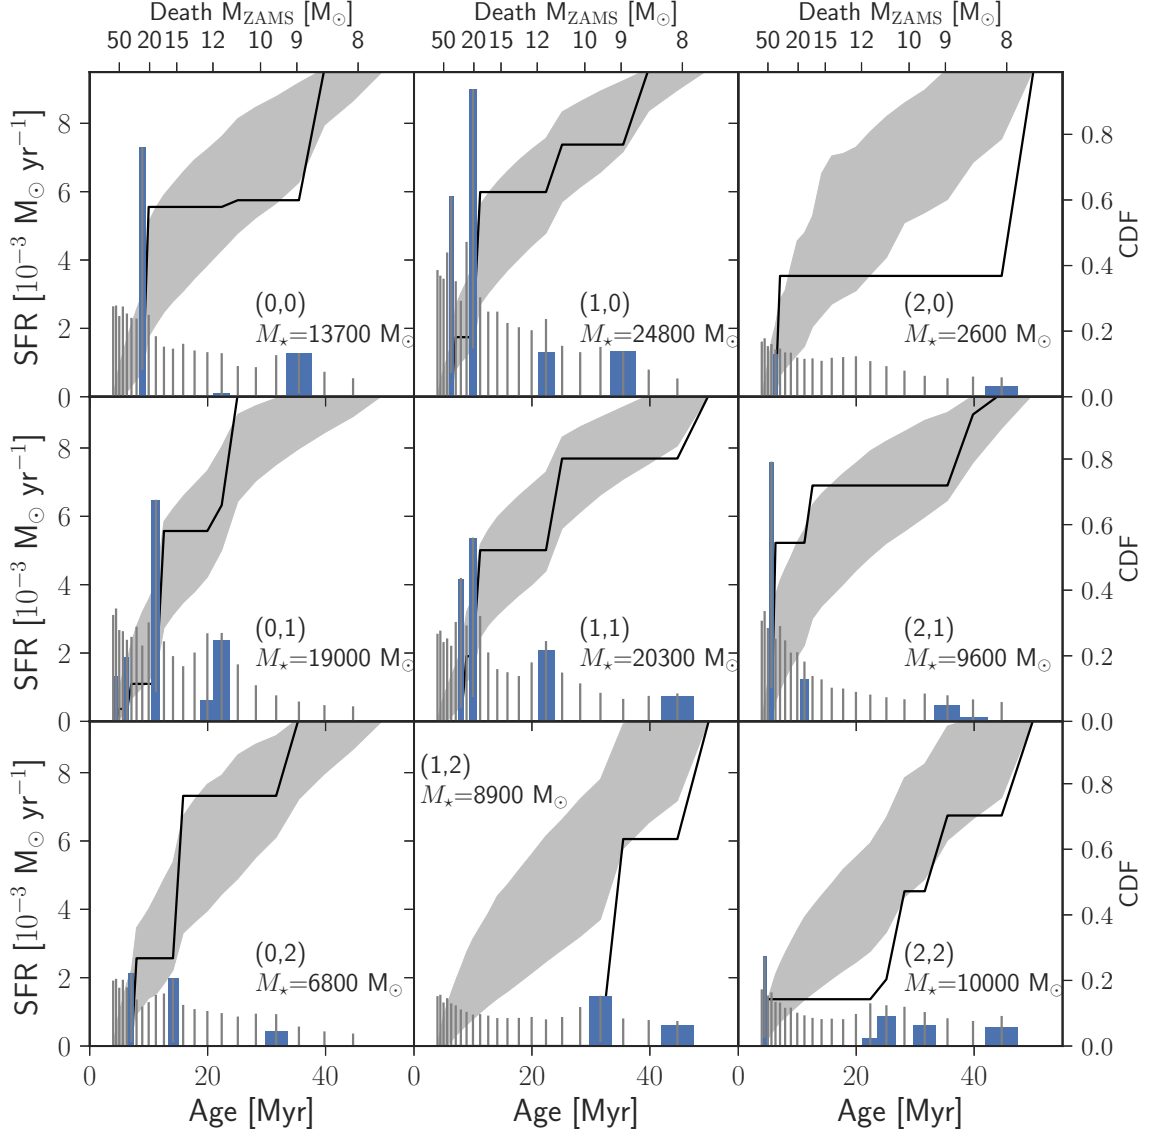 Death M_ZAMS [M_⊙] Death M_ZAMS [M_⊙] Death M_ZAMS [M_⊙]
50 20 15 12 10 9 8 50 20 15 12 10 9 8 50 20 15 12 10 9 8
SFR [10⁻³ M_⊙ yr⁻¹]
8
6
4
2
0
(0,0)
M_⋆=13700 M_⊙
(1,0)
M_⋆=24800 M_⊙
(2,0)
M_⋆=2600 M_⊙
0.8
0.6
0.4
0.2
0.0
CDF
SFR [10⁻³ M_⊙ yr⁻¹]
8
6
4
2
0
(0,1)
M_⋆=19000 M_⊙
(1,1)
M_⋆=20300 M_⊙
(2,1)
M_⋆=9600 M_⊙
0.8
0.6
0.4
0.2
0.0
CDF
SFR [10⁻³ M_⊙ yr⁻¹]
8
6
4
2
0
(0,2)
M_⋆=6800 M_⊙
(1,2)
M_⋆=8900 M_⊙
(2,2)
M_⋆=10000 M_⊙
0.8
0.6
0.4
0.2
0.0
CDF
0 20 40 0 20 40 0 20 40
Age [Myr] Age [Myr] Age [Myr]